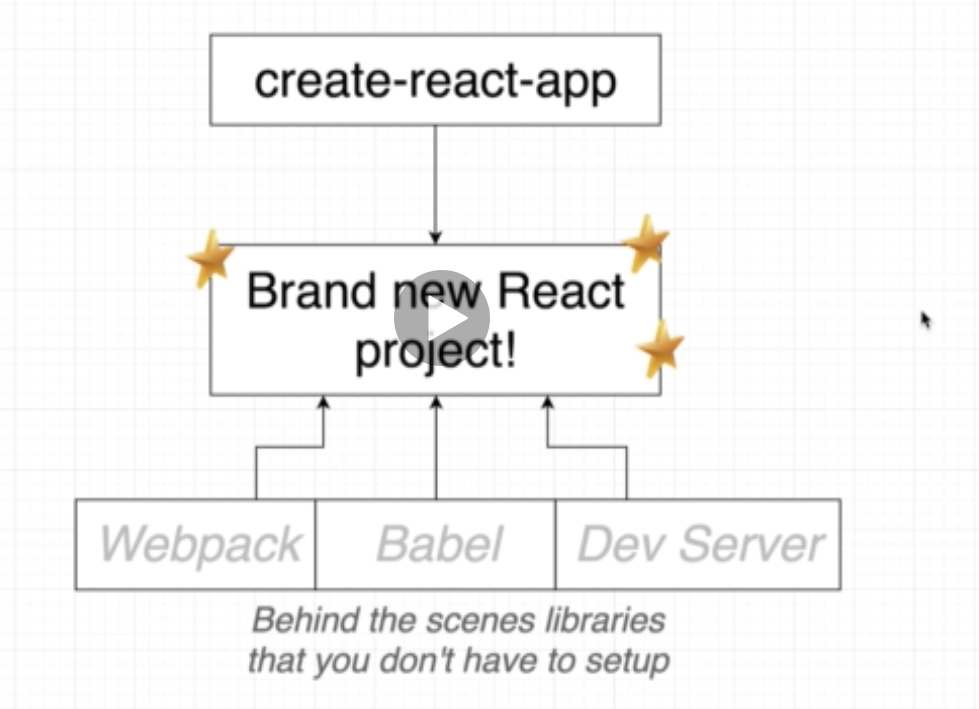 create-react-app
Brand new React
project!
Webpack
Babel
Dev Server
Behind the scenes libraries
that you don't have to setup